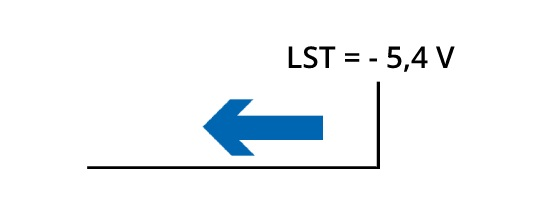 LST = - 5,4 V